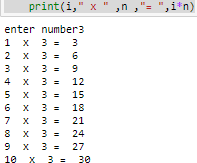 print(i," x " ,n ,"= ",i*n)
enter number3
1 x 3 = 3
2 x 3 = 6
3 x 3 = 9
4 x 3 = 12
5 x 3 = 15
6 x 3 = 18
7 x 3 = 21
8 x 3 = 24
9 x 3 = 27
10 x 3 = 30